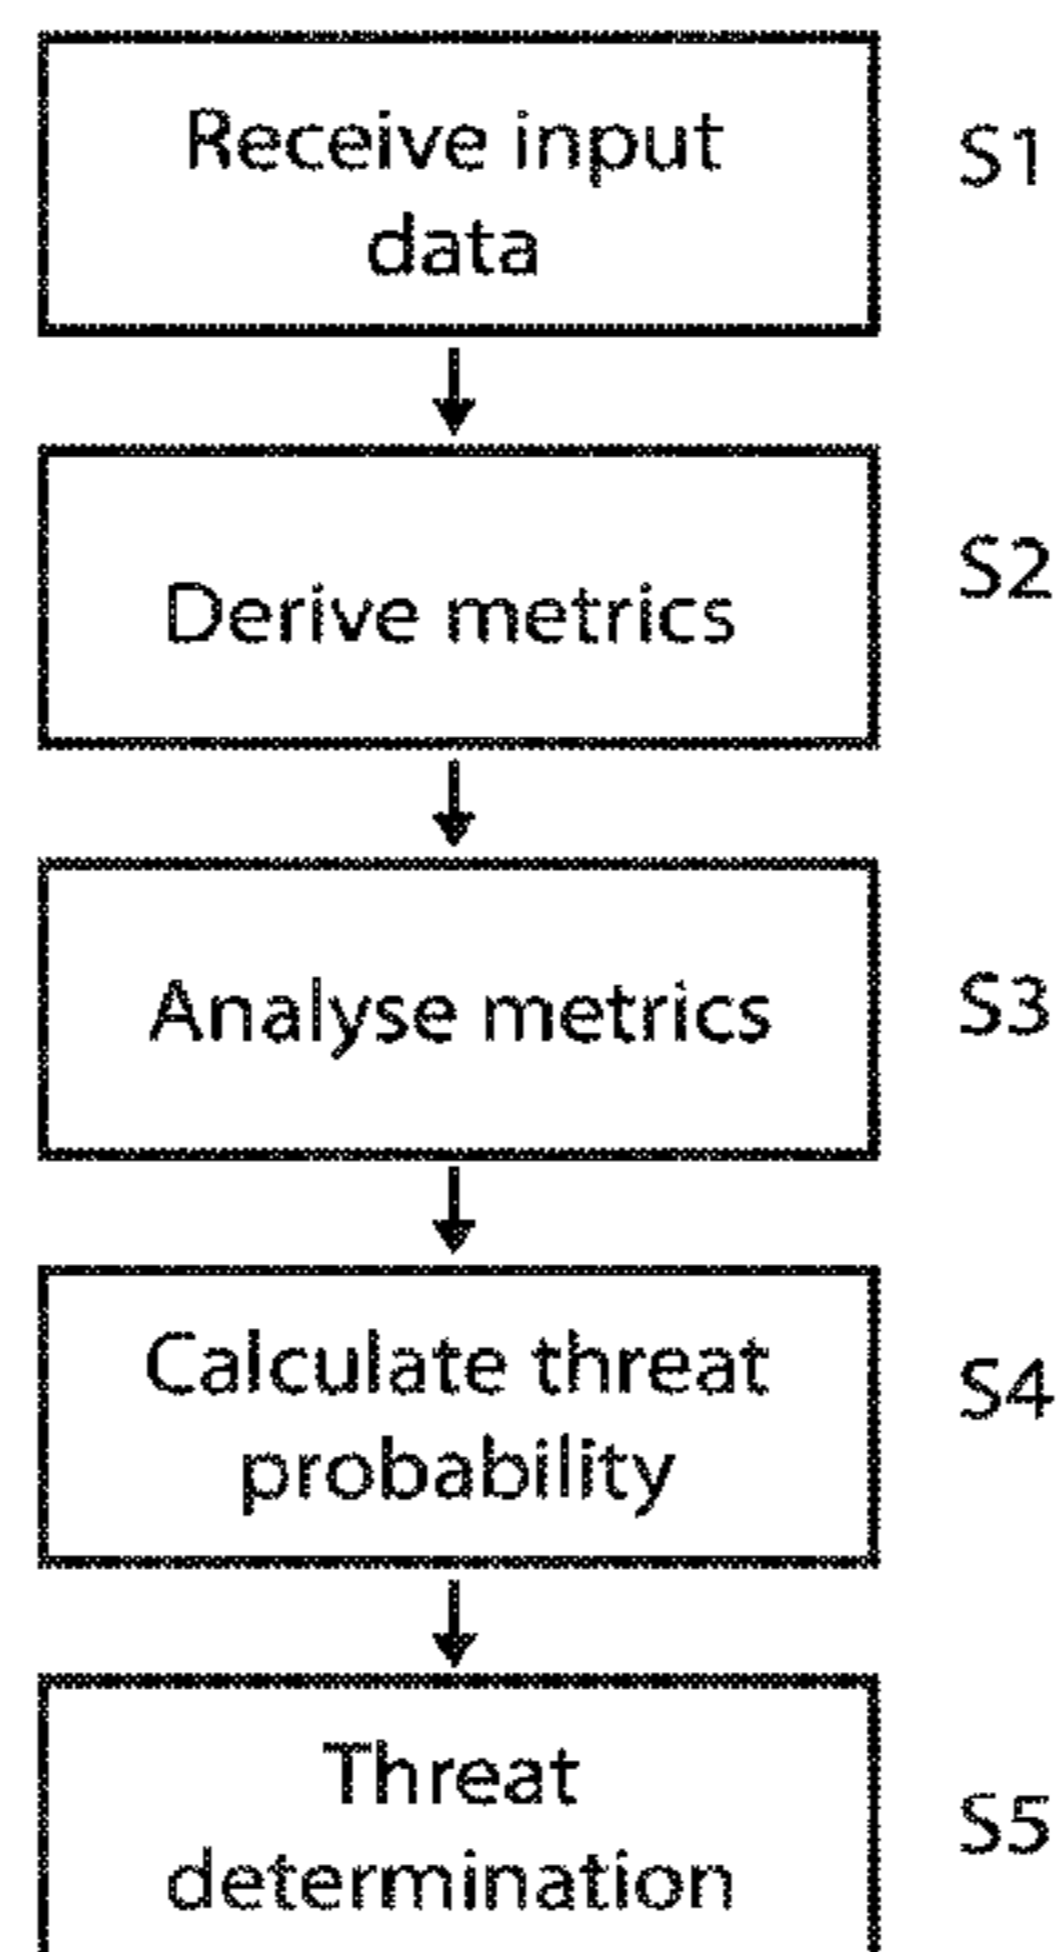 Receive input
data
S1
Derive metrics
S2
Analyse metrics
S3
Calculate threat
probability
S4
Threat
determination
S5